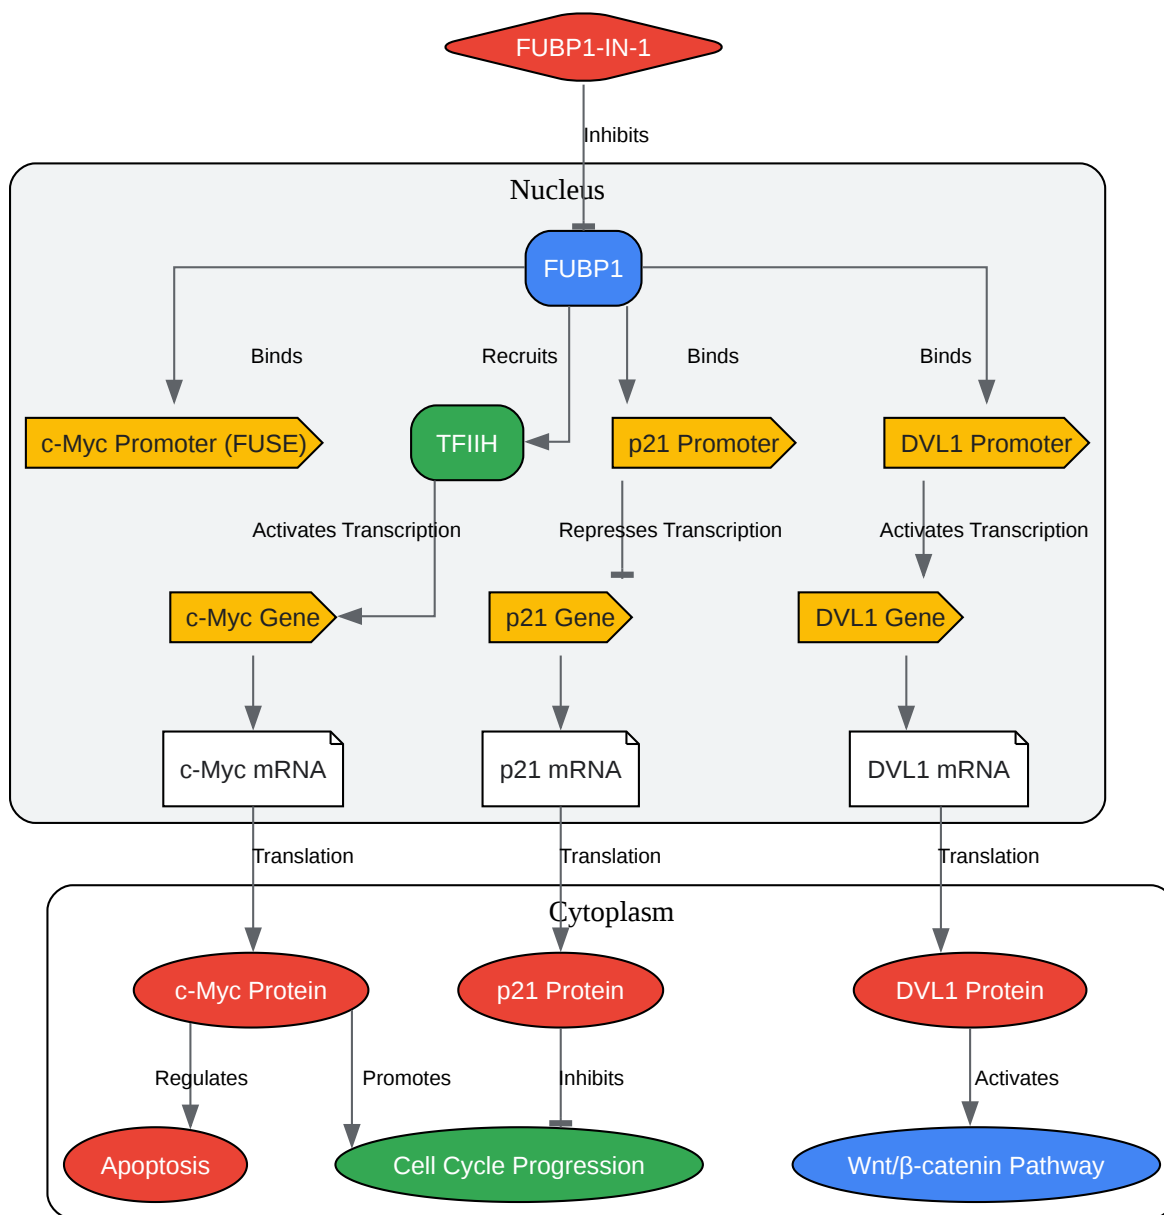 FUBP1-IN-1
Inhibits
Nucleus
FUBP1
Binds
Recruits
Binds
Binds
c-Myc Promoter (FUSE)
TFIIH
p21 Promoter
DVL1 Promoter
Activates Transcription
Represses Transcription
Activates Transcription
c-Myc Gene
p21 Gene
DVL1 Gene
c-Myc mRNA
p21 mRNA
DVL1 mRNA
Translation
Translation
Translation
Cytoplasm
c-Myc Protein
p21 Protein
DVL1 Protein
Regulates
Promotes
Inhibits
Activates
Apoptosis
Cell Cycle Progression
Wnt/β-catenin Pathway